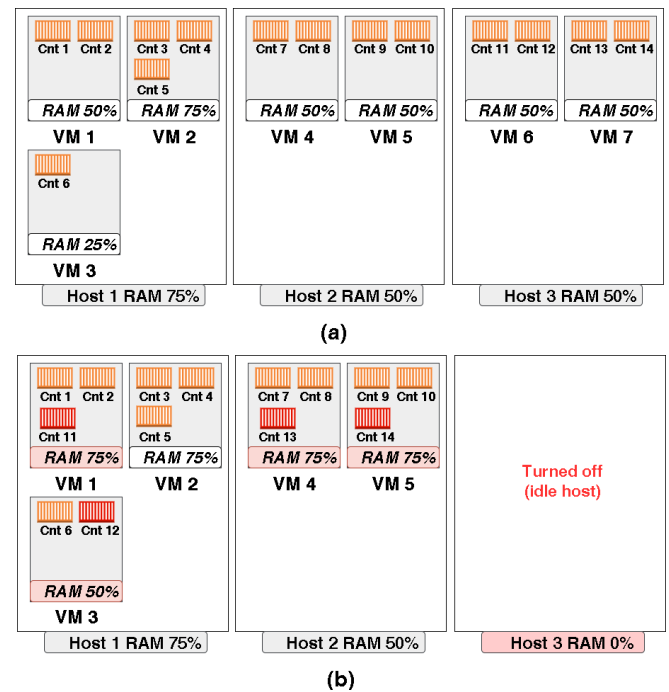 Cnt 1 Cnt 2 Cnt 3 Cnt 4 Cnt 7 Cnt 8 Cnt 9 Cnt 10 Cnt 11 Cnt 12 Cnt 13 Cnt 14
Cnt 5
RAM 50% RAM 75% RAM 50% RAM 50% RAM 50% RAM 50%
VM 1 VM 2 VM 4 VM 5 VM 6 VM 7
Cnt 6
RAM 25%
VM 3
Host 1 RAM 75% Host 2 RAM 50% Host 3 RAM 50%
(a)
Cnt 1 Cnt 2 Cnt 3 Cnt 4 Cnt 7 Cnt 8 Cnt 9 Cnt 10
Cnt 11 Cnt 5 Cnt 13 Cnt 14
RAM 75% RAM 75% RAM 75% RAM 75%
VM 1 VM 2 VM 4 VM 5
Turned off
(idle host)
Cnt 6 Cnt 12
RAM 50%
VM 3
Host 1 RAM 75% Host 2 RAM 50% Host 3 RAM 0%
(b)